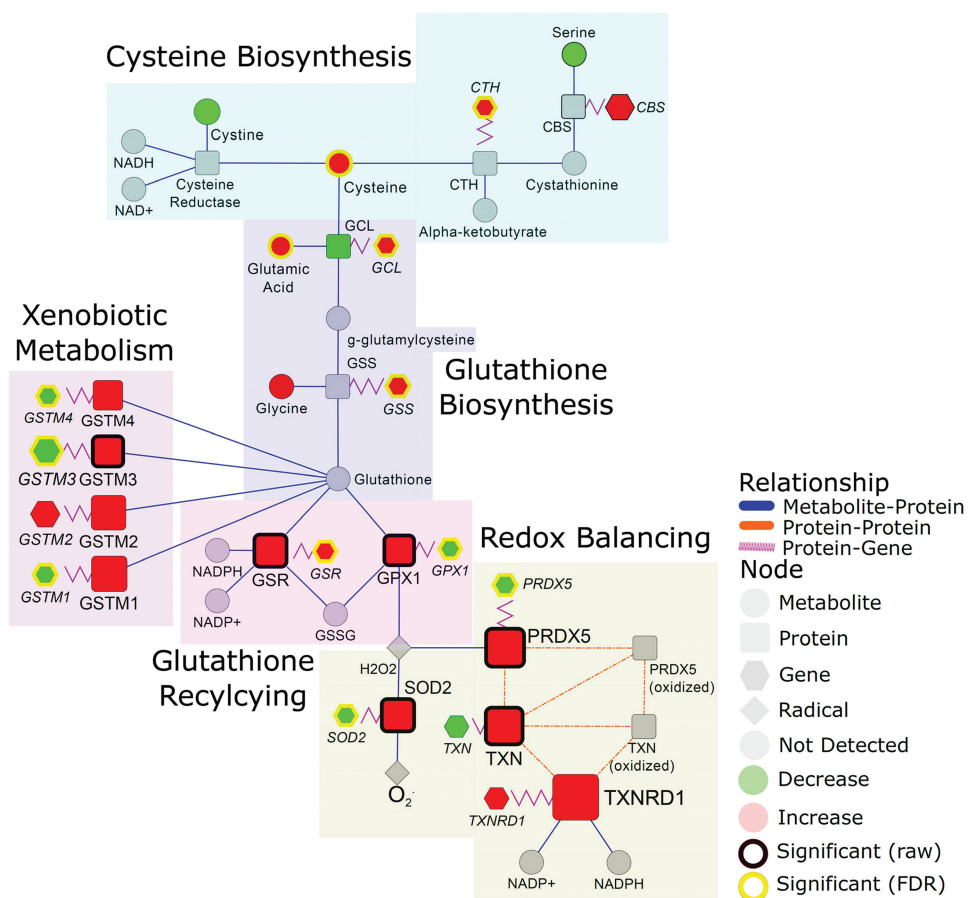 Cysteine Biosynthesis
Serine
CTH
CBS
CBS
Cystine
NADH
NAD+
Cysteine
Reductase
Cysteine
CTH
Cystathionine
Alpha-ketobutyrate
GCL
GCL
Glutamic
Acid
g-glutamylcysteine
GSS
Glycine
GSS
Glutathione
Biosynthesis
Xenobiotic
Metabolism
GSTM4
GSTM4
GSTM3
GSTM3
GSTM2
GSTM2
GSTM1
GSTM1
Glutathione
NADPH
GSR
GSR
GPX1
GPX1
NADP+
GSSG
Glutathione
Recylcying
Redox Balancing
PRDX5
PRDX5
H2O2
PRDX5
(oxidized)
SOD2
SOD2
TXN
TXN
TXN
(oxidized)
O2·
TXNRD1
TXNRD1
NADP+
NADPH
Relationship
Metabolite-Protein
Protein-Protein
Protein-Gene
Node
Metabolite
Protein
Gene
Radical
Not Detected
Decrease
Increase
Significant (raw)
Significant (FDR)